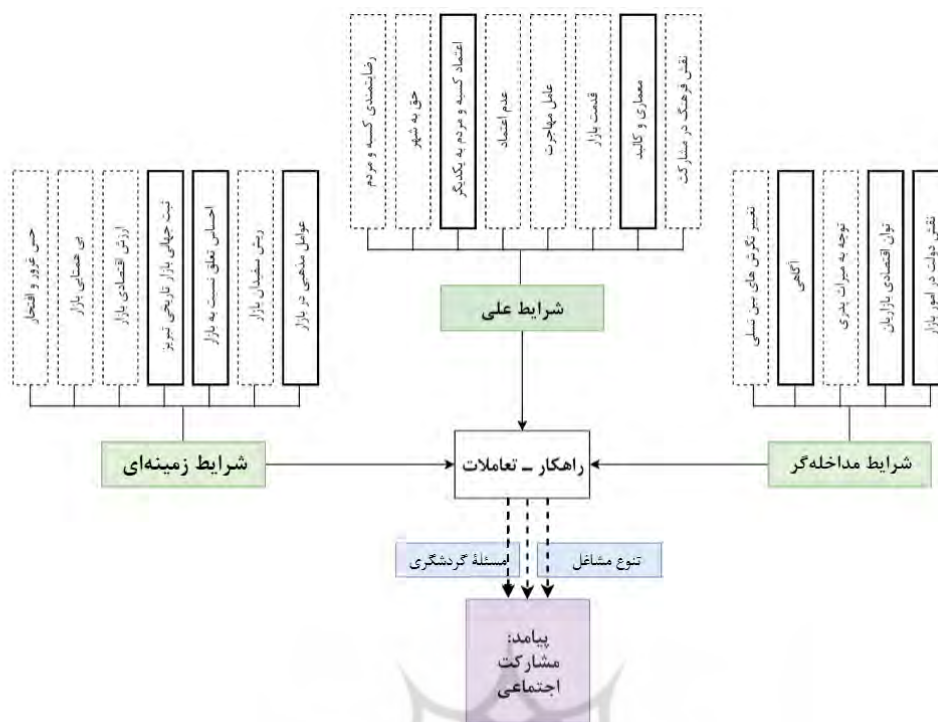 نقش فرهنگ در مشارکت
معماری و کالبد
قدمت بازار
عامل مهاجرت
عدم اعتماد
اعتماد کسبه و مردم به یکدیگر
حق به شهر
رضایتمندی کسبه و مردم
شرایط علی
نقش دولت در امور بازار
توان اقتصادی بازاریان
توجه به میراث پدری
آگاهی
تغییر نگرش های بین نسلی
شرایط مداخله‌گر
عوامل مذهبی در بازار
احساس تعلق نسبت به بازار
ریش سفیدان بازار
ثبت جهانی بازار تاریخی تبریز
ارزش اقتصادی بازار
بی همتایی بازار
حس غرور و افتخار
شرایط زمینه‌ای
راهکار – تعاملات
تنوع مشاغل
مسئلهٔ گردشگری
پیامد:
مشارکت
اجتماعی